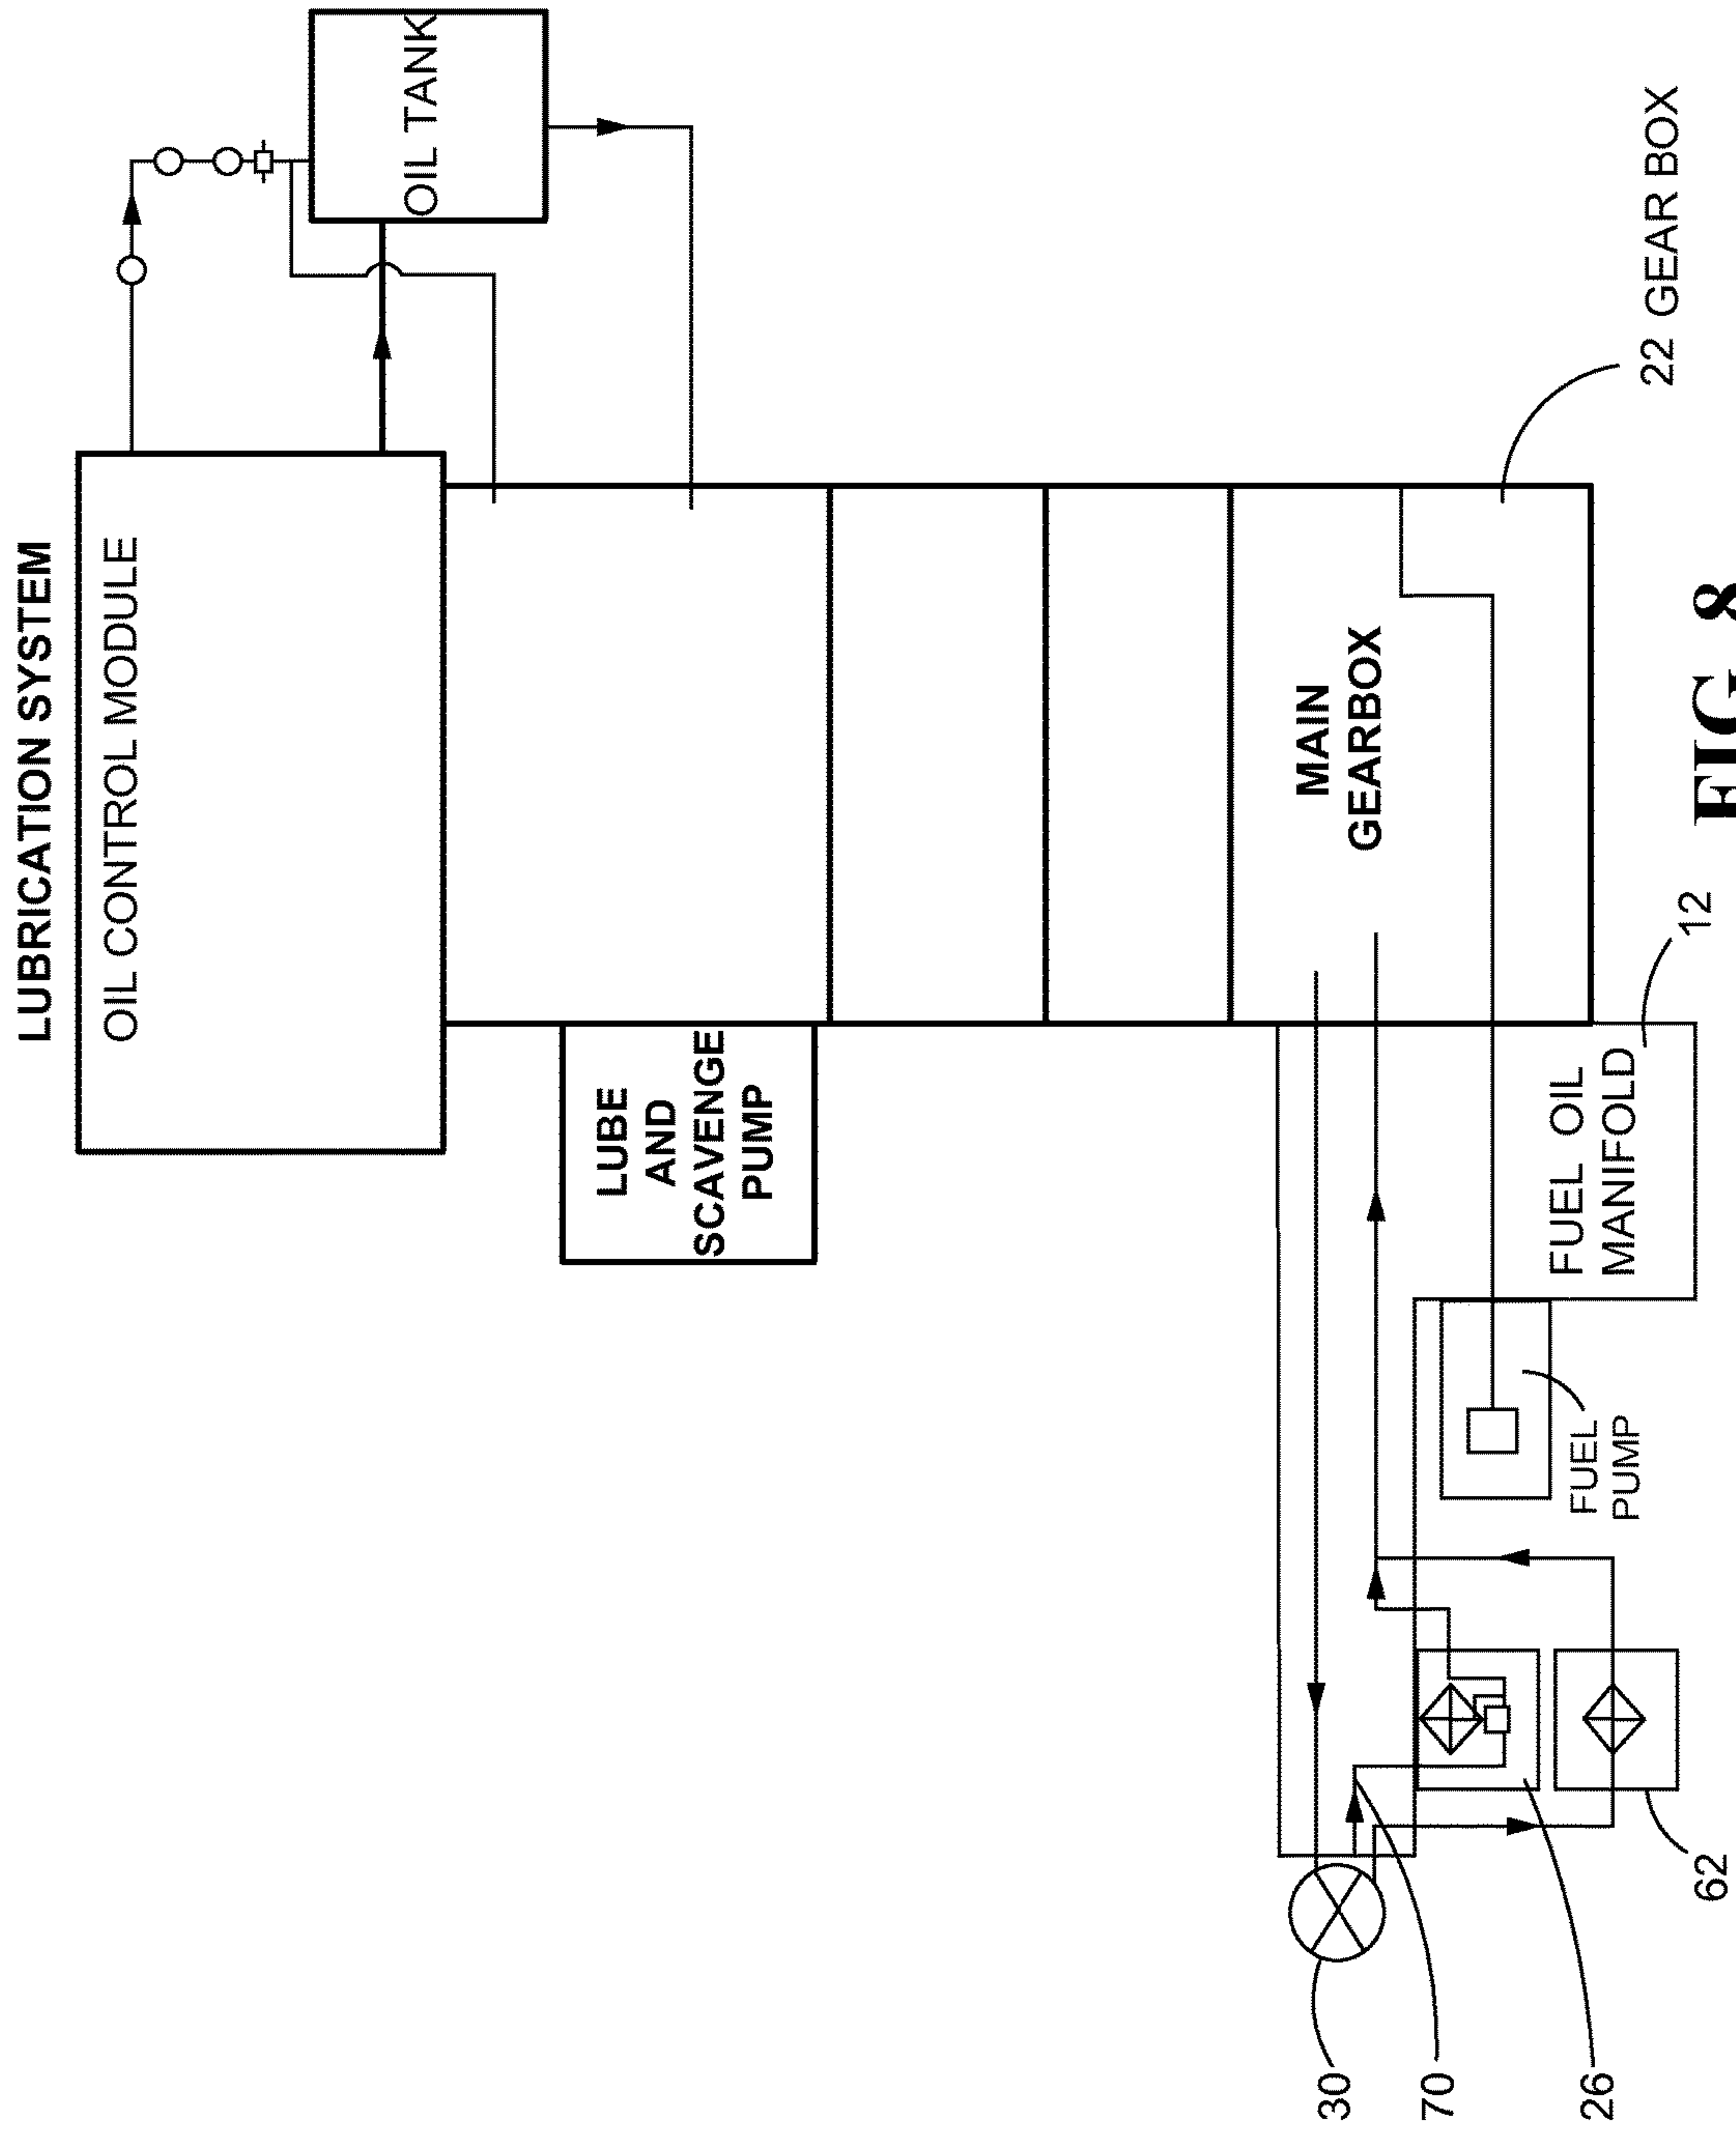 LUBRICATION SYSTEM
OIL CONTROL MODULE
OIL TANK
LUBE
AND
SCAVENGE
PUMP
MAIN
GEARBOX
22 GEAR BOX
FUEL OIL
MANIFOLD
12
FUEL
PUMP
30
70
26
62
FIG. 8